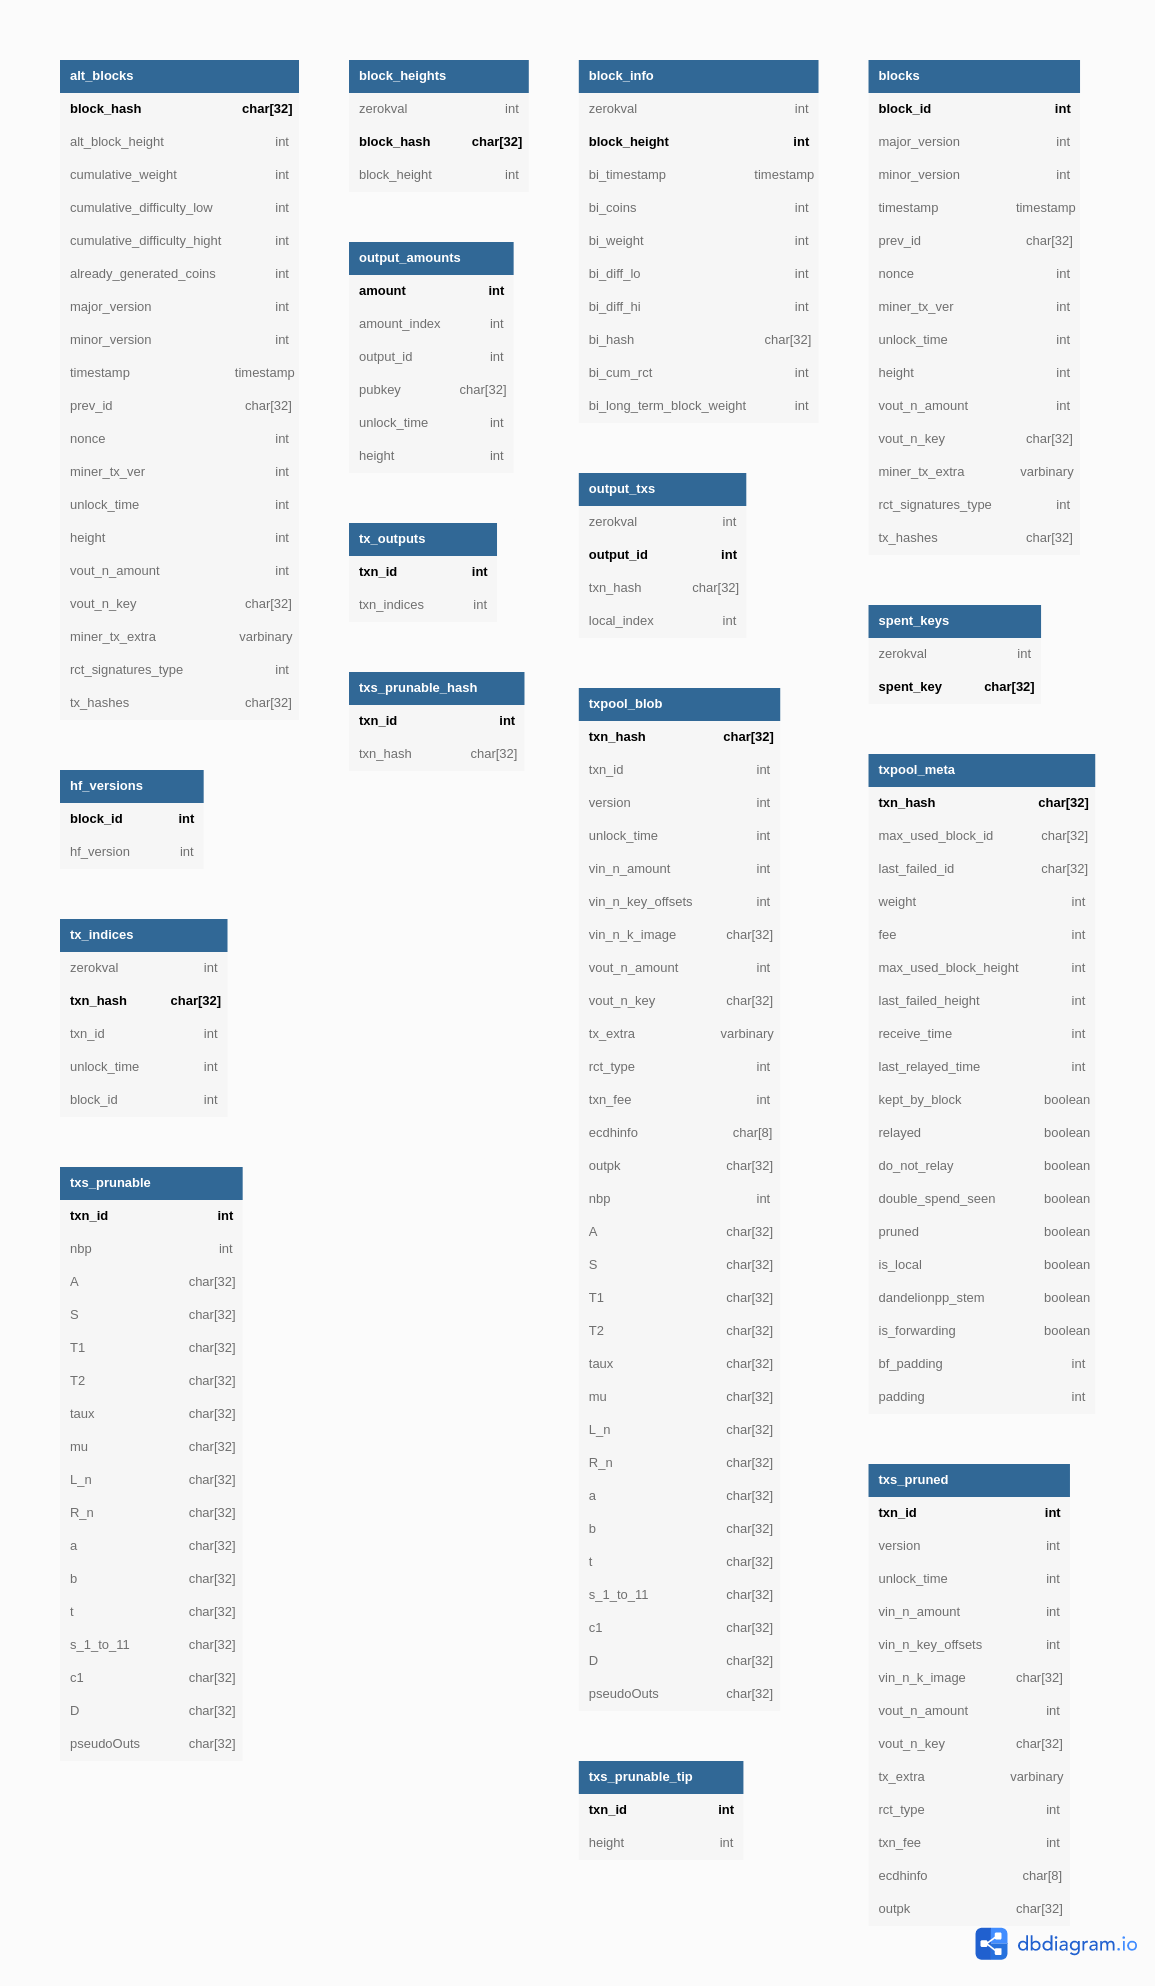 alt_blocks
block_hash char[32]
alt_block_height int
cumulative_weight int
cumulative_difficulty_low int
cumulative_difficulty_hight int
already_generated_coins int
major_version int
minor_version int
timestamp timestamp
prev_id char[32]
nonce int
miner_tx_ver int
unlock_time int
height int
vout_n_amount int
vout_n_key char[32]
miner_tx_extra varbinary
rct_signatures_type int
tx_hashes char[32]
hf_versions
block_id int
hf_version int
tx_indices
zerokval int
txn_hash char[32]
txn_id int
unlock_time int
block_id int
txs_prunable
txn_id int
nbp int
A char[32]
S char[32]
T1 char[32]
T2 char[32]
taux char[32]
mu char[32]
L_n char[32]
R_n char[32]
a char[32]
b char[32]
t char[32]
s_1_to_11 char[32]
c1 char[32]
D char[32]
pseudoOuts char[32]
block_heights
zerokval int
block_hash char[32]
block_height int
output_amounts
amount int
amount_index int
output_id int
pubkey char[32]
unlock_time int
height int
tx_outputs
txn_id int
txn_indices int
txs_prunable_hash
txn_id int
txn_hash char[32]
block_info
zerokval int
block_height int
bi_timestamp timestamp
bi_coins int
bi_weight int
bi_diff_lo int
bi_diff_hi int
bi_hash char[32]
bi_cum_rct int
bi_long_term_block_weight int
output_txs
zerokval int
output_id int
txn_hash char[32]
local_index int
txpool_blob
txn_hash char[32]
txn_id int
version int
unlock_time int
vin_n_amount int
vin_n_key_offsets int
vin_n_k_image char[32]
vout_n_amount int
vout_n_key char[32]
tx_extra varbinary
rct_type int
txn_fee int
ecdhinfo char[8]
outpk char[32]
nbp int
A char[32]
S char[32]
T1 char[32]
T2 char[32]
taux char[32]
mu char[32]
L_n char[32]
R_n char[32]
a char[32]
b char[32]
t char[32]
s_1_to_11 char[32]
c1 char[32]
D char[32]
pseudoOuts char[32]
txs_prunable_tip
txn_id int
height int
blocks
block_id int
major_version int
minor_version int
timestamp timestamp
prev_id char[32]
nonce int
miner_tx_ver int
unlock_time int
height int
vout_n_amount int
vout_n_key char[32]
miner_tx_extra varbinary
rct_signatures_type int
tx_hashes char[32]
spent_keys
zerokval int
spent_key char[32]
txpool_meta
txn_hash char[32]
max_used_block_id char[32]
last_failed_id char[32]
weight int
fee int
max_used_block_height int
last_failed_height int
receive_time int
last_relayed_time int
kept_by_block boolean
relayed boolean
do_not_relay boolean
double_spend_seen boolean
pruned boolean
is_local boolean
dandelionpp_stem boolean
is_forwarding boolean
bf_padding int
padding int
txs_pruned
txn_id int
version int
unlock_time int
vin_n_amount int
vin_n_key_offsets int
vin_n_k_image char[32]
vout_n_amount int
vout_n_key char[32]
tx_extra varbinary
rct_type int
txn_fee int
ecdhinfo char[8]
outpk char[32]
dbdiagram.io